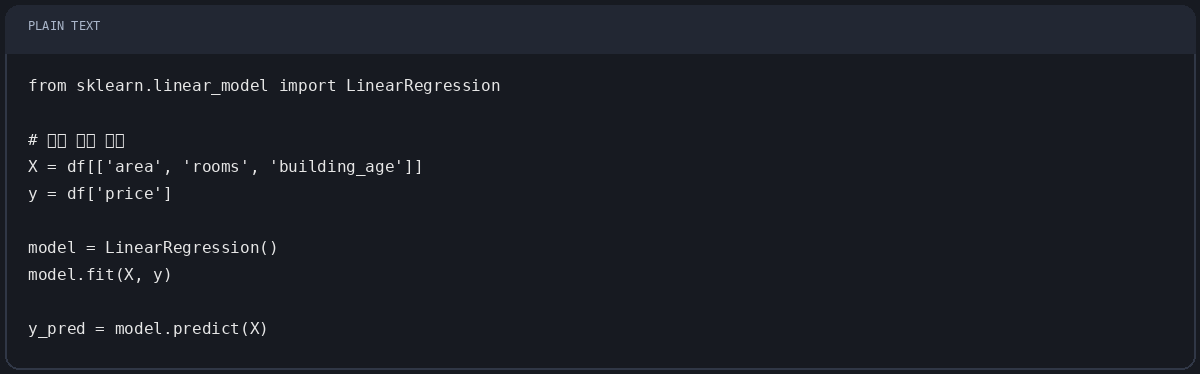 PLAIN TEXT
from sklearn.linear_model import LinearRegression
#
X = df[['area', 'rooms', 'building_age']]
y = df['price']
model = LinearRegression()
model.fit(X, y)
y_pred = model.predict(X)